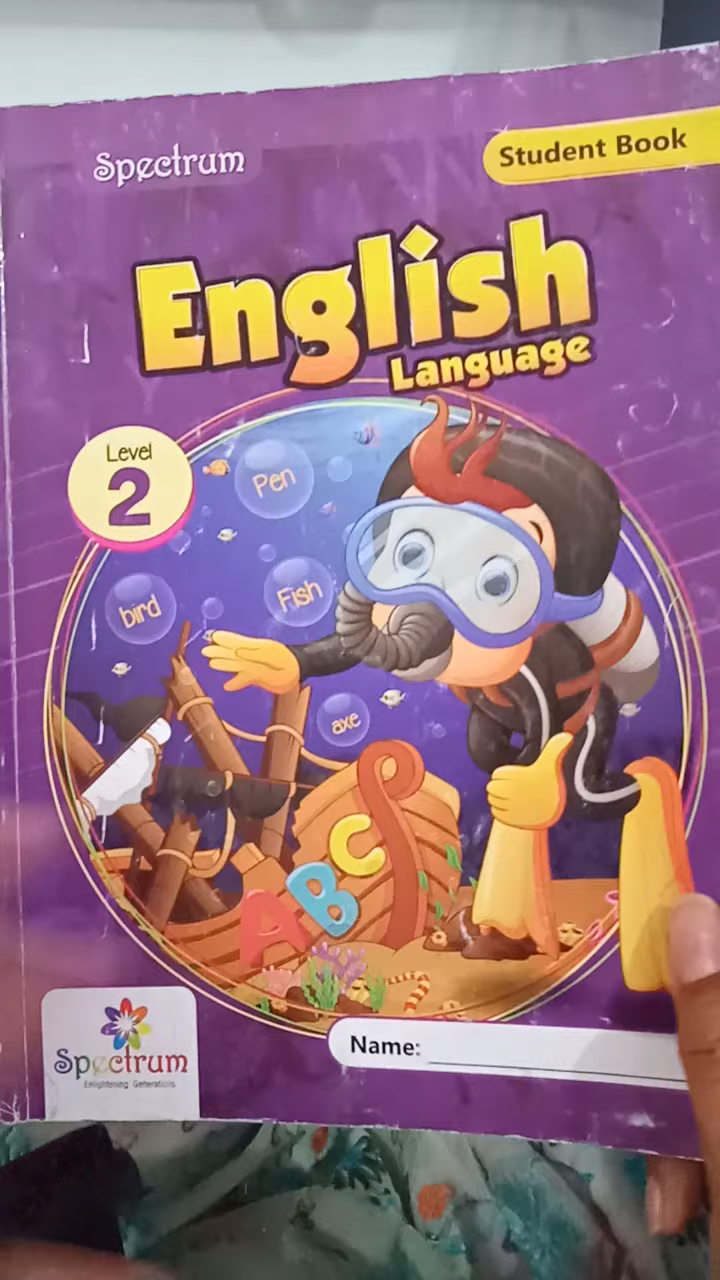 Spectrum
Student Book
English
Language
Level
2
Pen
bird
Fish
axe
A B C
Name:
Spectrum
Enlightening Generations